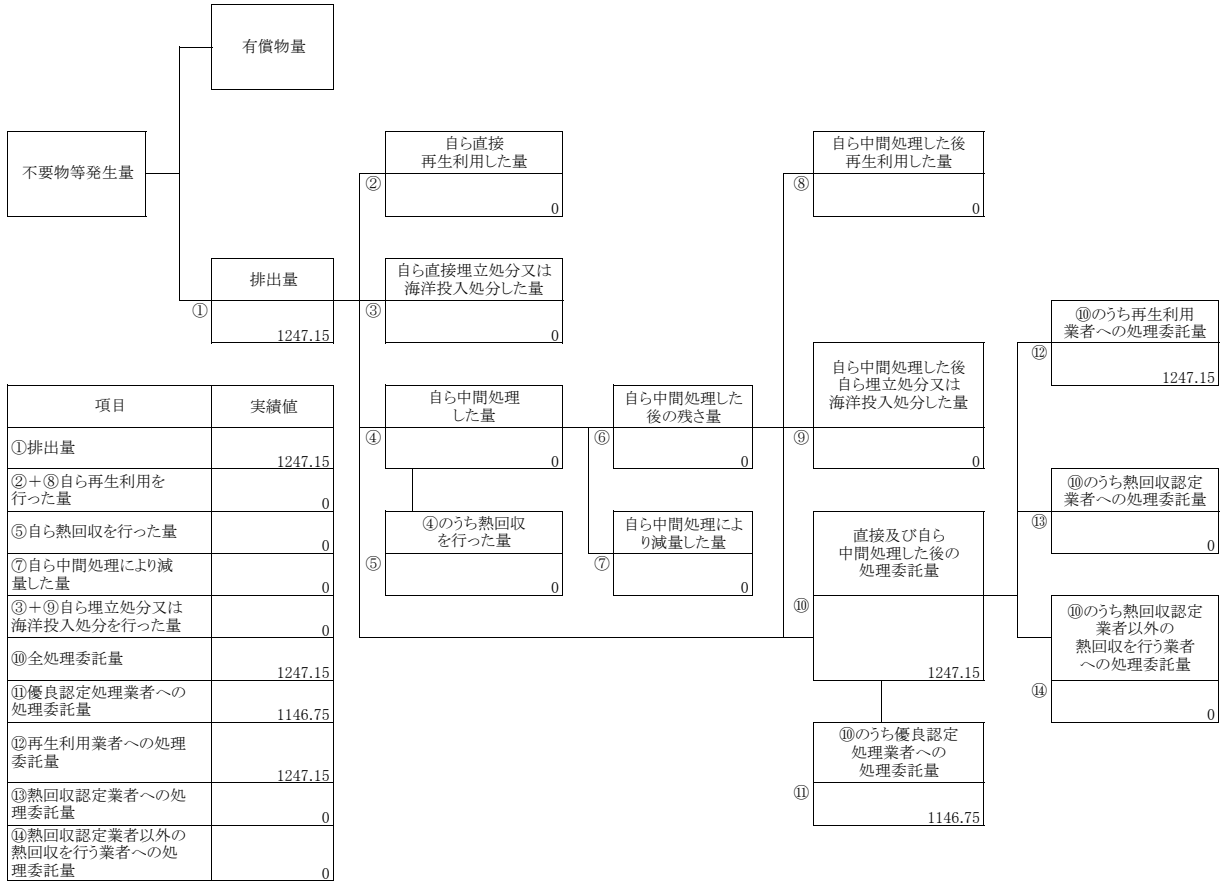 有償物量
不要物等発生量
自ら直接
再生利用した量
②
0
自ら中間処理した後
再生利用した量
⑧
0
排出量
①
1247.15
自ら直接埋立処分又は
海洋投入処分した量
③
0
⑩のうち再生利用
業者への処理委託量
⑫
1247.15
自ら中間処理
した量
④
0
自ら中間処理した
後の残さ量
⑥
0
自ら中間処理した後
自ら埋立処分又は
海洋投入処分した量
⑨
0
⑩のうち熱回収認定
業者への処理委託量
⑬
0
④のうち熱回収
を行った量
⑤
0
自ら中間処理によ
り減量した量
⑦
0
直接及び自ら
中間処理した後の
処理委託量
⑩
1247.15
⑩のうち熱回収認定
業者以外の
熱回収を行う業者
への処理委託量
⑭
0
⑩のうち優良認定
処理業者への
処理委託量
⑪
1146.75
項目
実績値
①排出量
1247.15
②+⑧自ら再生利用を
行った量
0
⑤自ら熱回収を行った量
0
⑦自ら中間処理により減
量した量
0
③+⑨自ら埋立処分又は
海洋投入処分を行った量
0
⑩全処理委託量
1247.15
⑪優良認定処理業者への
処理委託量
1146.75
⑫再生利用業者への処理
委託量
1247.15
⑬熱回収認定業者への処
理委託量
0
⑭熱回収認定業者以外の
熱回収を行う業者への処
理委託量
0